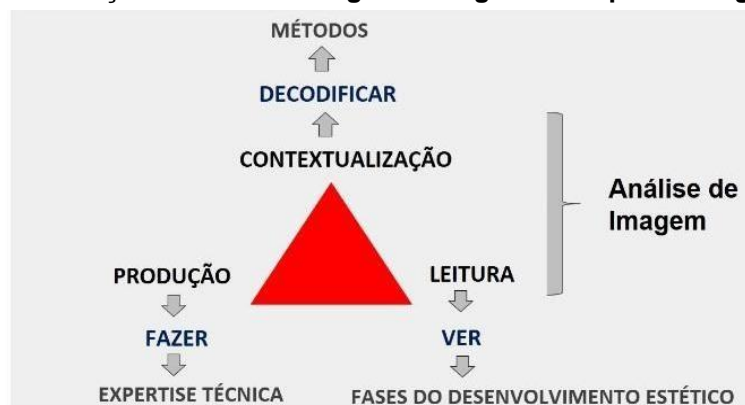 MÉTODOS
DECODIFICAR
CONTEXTUALIZAÇÃO
Análise de
Imagem
PRODUÇÃO
LEITURA
FAZER
VER
EXPERTISE TÉCNICA
FASES DO DESENVOLVIMENTO ESTÉTICO